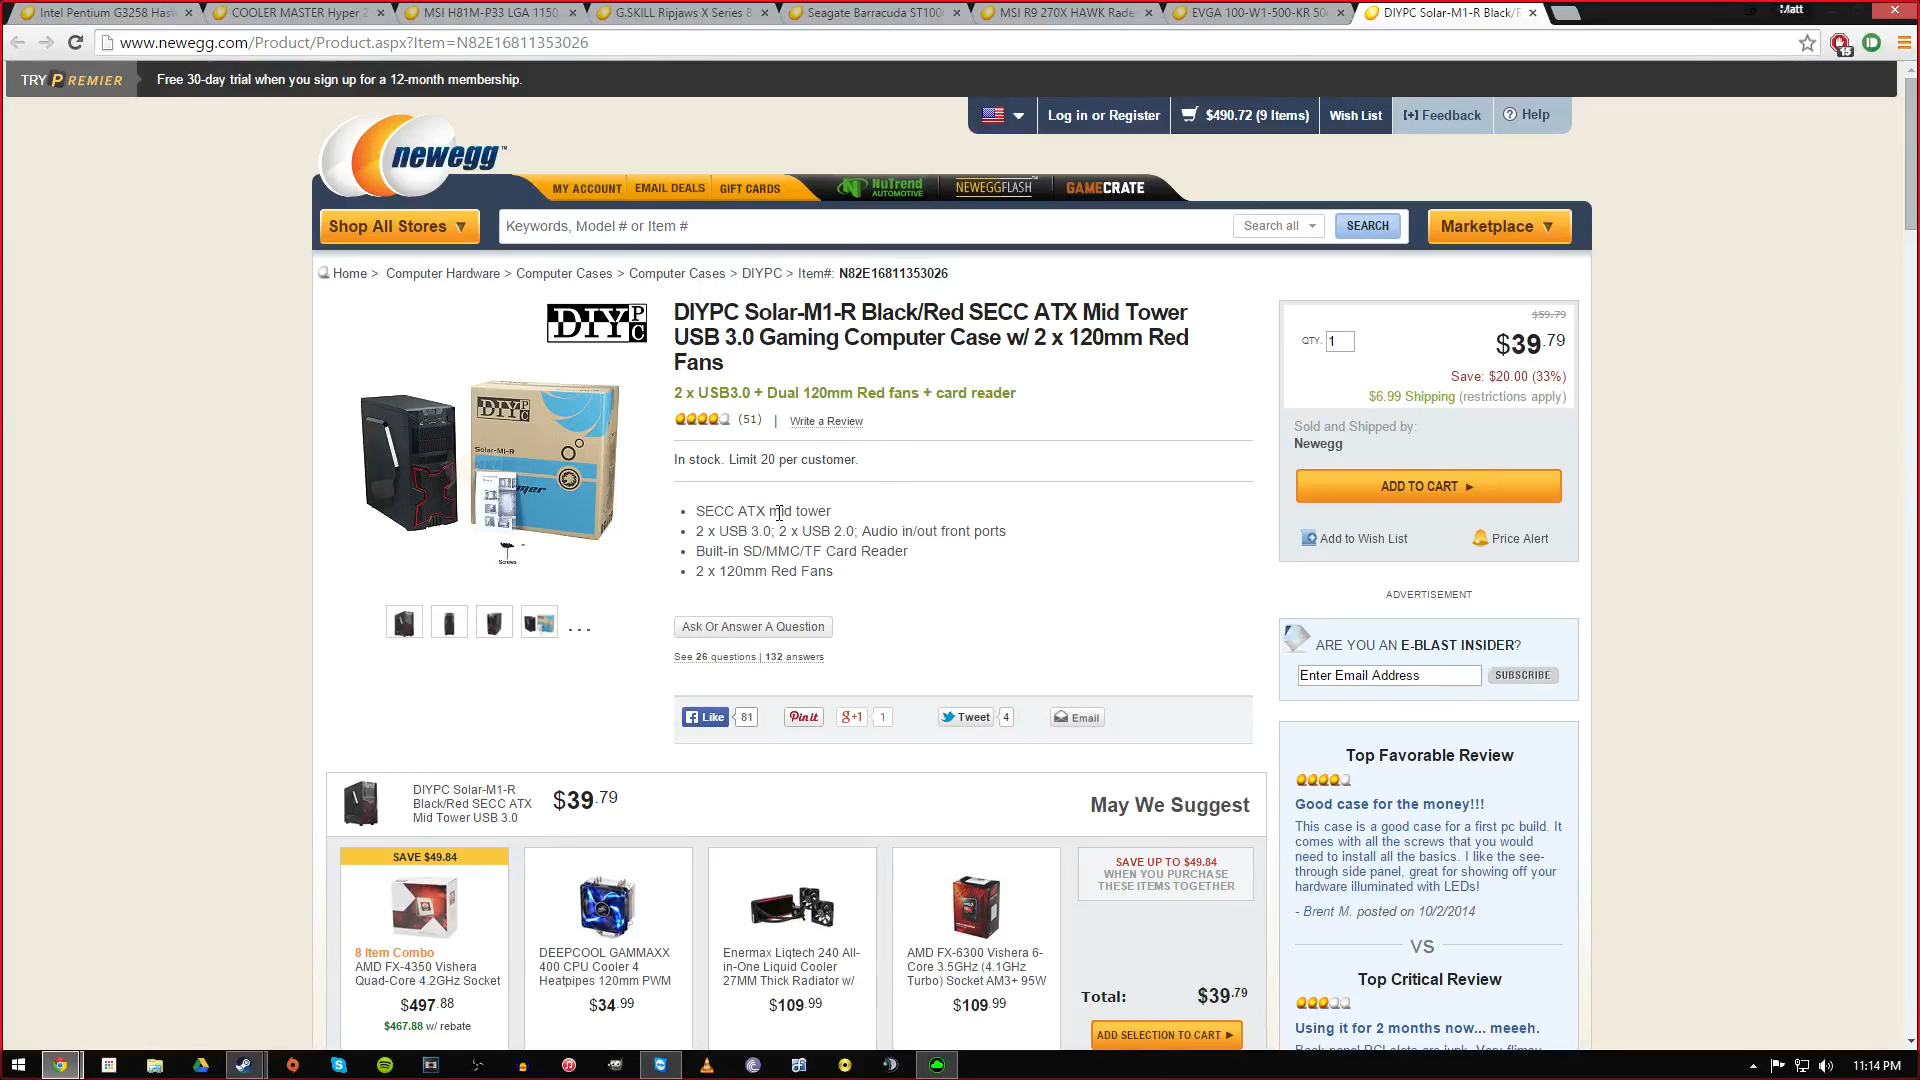 Intel Pentium G3258 Hasw
COOLER MASTER Hyper 2
MSI H81M-P33 LGA 1150
G.SKILL Ripjaws X Series 8
Seagate Barracuda ST100
MSI R9 270X HAWK Rade
EVGA 100-W1-500-KR 50
DIYPC Solar-M1-R Black/R
Matt
www.newegg.com/Product/Product.aspx?Item=N82E16811353026
15
TRY PREMIER
Free 30-day trial when you sign up for a 12-month membership.
Log in or Register
$490.72 (9 Items)
Wish List
[+] Feedback
? Help
newegg™
MY ACCOUNT
EMAIL DEALS
GIFT CARDS
NUTREND AUTOMOTIVE
NEWEGGFLASH™
GAMECRATE
Shop All Stores ▼
Keywords, Model # or Item #
Search all
SEARCH
Marketplace ▼
Home > Computer Hardware > Computer Cases > Computer Cases > DIYPC > Item#: N82E16811353026
DIYPC
DIYPC Solar-M1-R Black/Red SECC ATX Mid Tower
USB 3.0 Gaming Computer Case w/ 2 x 120mm Red
Fans
2 x USB3.0 + Dual 120mm Red fans + card reader
(51) | Write a Review
In stock. Limit 20 per customer.
• SECC ATX mid tower
• 2 x USB 3.0; 2 x USB 2.0; Audio in/out front ports
• Built-in SD/MMC/TF Card Reader
• 2 x 120mm Red Fans
DIYPC
Solar-M1-R
Screws
...
Ask Or Answer A Question
See 26 questions | 132 answers
Like 81
Pin it
g+1 1
Tweet 4
Email
$59.79
QTY. 1
$39.79
Save: $20.00 (33%)
$6.99 Shipping (restrictions apply)
Sold and Shipped by:
Newegg
ADD TO CART ►
Add to Wish List
Price Alert
ADVERTISEMENT
ARE YOU AN E-BLAST INSIDER?
Enter Email Address
SUBSCRIBE
Top Favorable Review
Good case for the money!!!
This case is a good case for a first pc build. It
comes with all the screws that you would
need to install all the basics. I like the see-
through side panel, great for showing off your
hardware illuminated with LEDs!
- Brent M. posted on 10/2/2014
VS
Top Critical Review
Using it for 2 months now... meeeh.
DIYPC Solar-M1-R
Black/Red SECC ATX
Mid Tower USB 3.0
$39.79
May We Suggest
SAVE $49.84
8 Item Combo
AMD FX-4350 Vishera
Quad-Core 4.2GHz Socket
$497.88
$467.88 w/ rebate
DEEPCOOL GAMMAXX
400 CPU Cooler 4
Heatpipes 120mm PWM
$34.99
Enermax Liqtech 240 All-
in-One Liquid Cooler
27MM Thick Radiator w/
$109.99
AMD FX-6300 Vishera 6-
Core 3.5GHz (4.1GHz
Turbo) Socket AM3+ 95W
$109.99
SAVE UP TO $49.84
WHEN YOU PURCHASE
THESE ITEMS TOGETHER
Total: $39.79
ADD SELECTION TO CART ►
11:14 PM